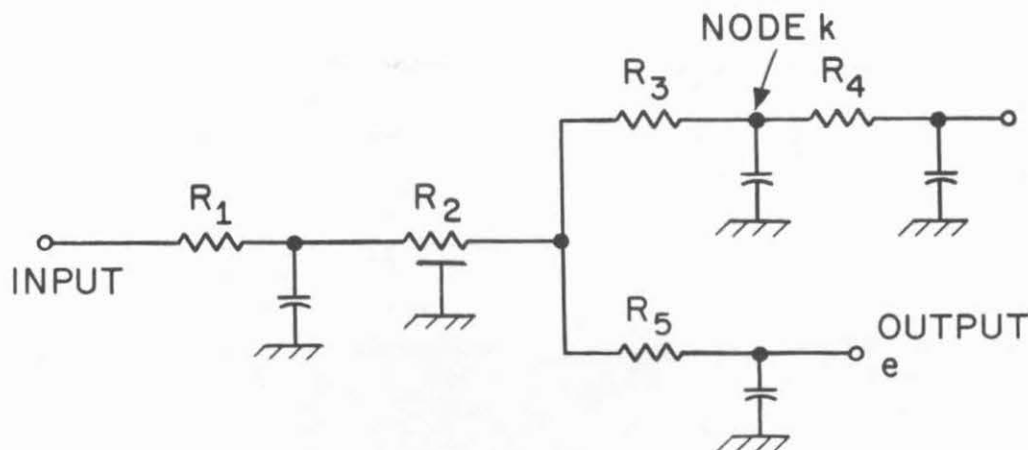 NODE k
R3
R4
R1
R2
INPUT
R5
OUTPUT
e